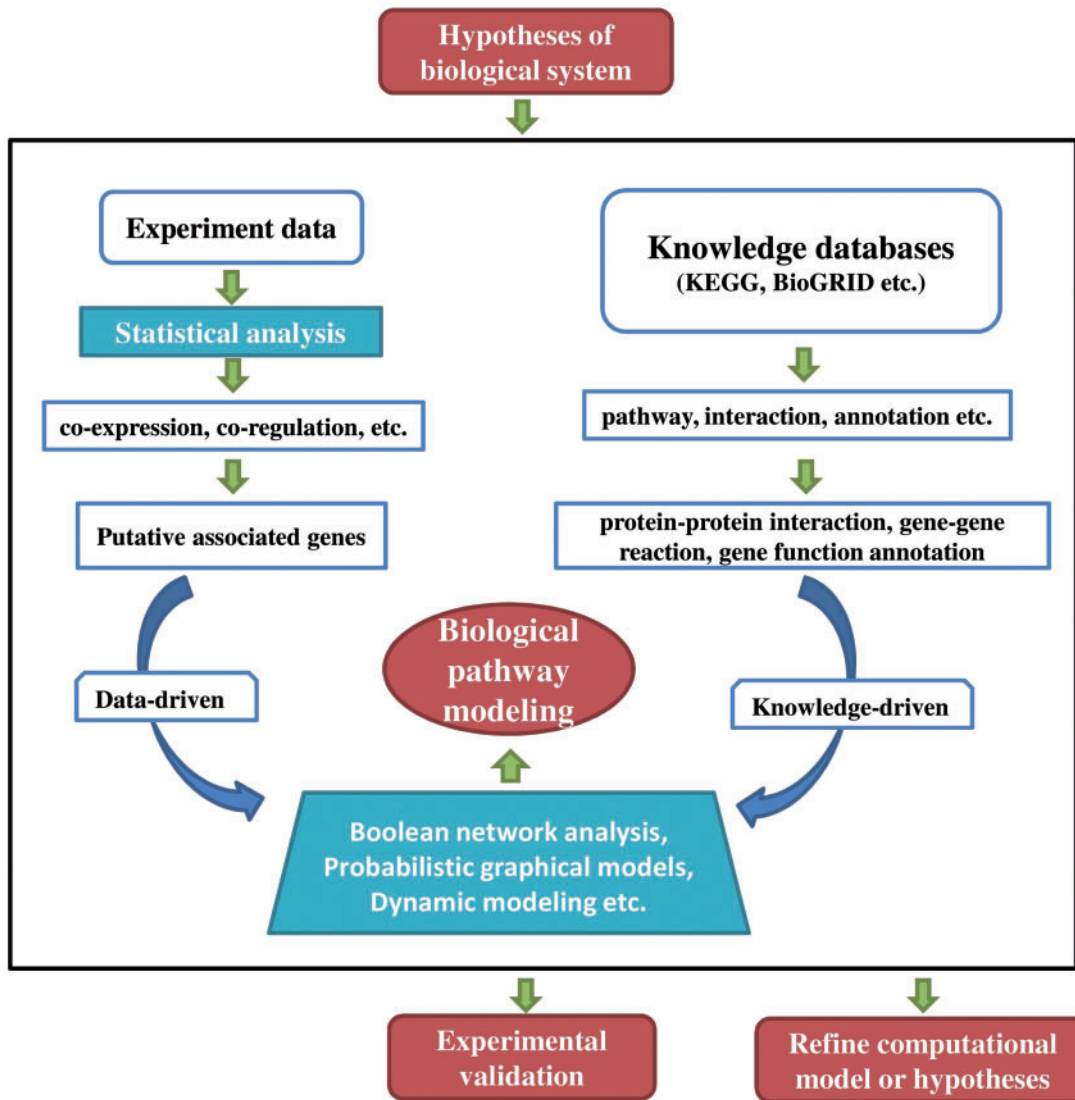 Hypotheses of
biological system
Experiment data
Statistical analysis
co-expression, co-regulation, etc.
Putative associated genes
Data-driven
Knowledge databases
(KEGG, BioGRID etc.)
pathway, interaction, annotation etc.
protein-protein interaction, gene-gene
reaction, gene function annotation
Knowledge-driven
Biological
pathway
modeling
Boolean network analysis,
Probabilistic graphical models,
Dynamic modeling etc.
Experimental
validation
Refine computational
model or hypotheses